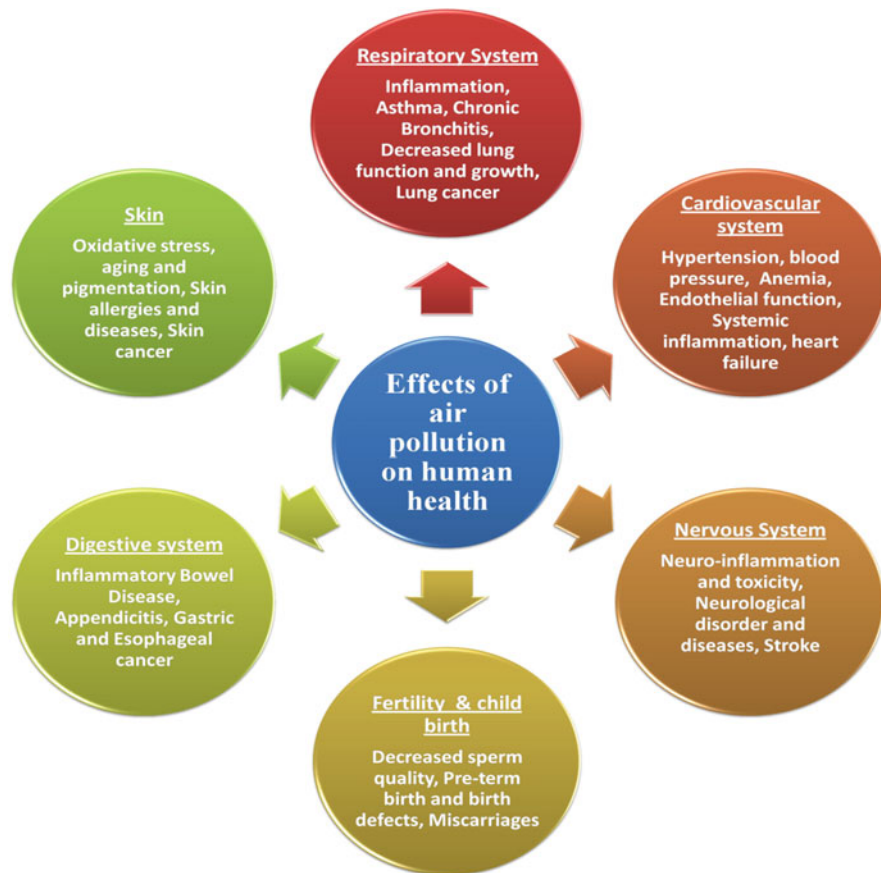 Respiratory System
Inflammation,
Asthma, Chronic
Bronchitis,
Decreased lung
function and growth,
Lung cancer
Cardiovascular
system
Hypertension, blood
pressure, Anemia,
Endothelial function,
Systemic
inflammation, heart
failure
Nervous System
Neuro-inflammation
and toxicity,
Neurological
disorder and
diseases, Stroke
Fertility & child
birth
Decreased sperm
quality, Pre-term
birth and birth
defects, Miscarriages
Digestive system
Inflammatory Bowel
Disease,
Appendicitis, Gastric
and Esophageal
cancer
Skin
Oxidative stress,
aging and
pigmentation, Skin
allergies and
diseases, Skin
cancer
Effects of
air
pollution
on human
health